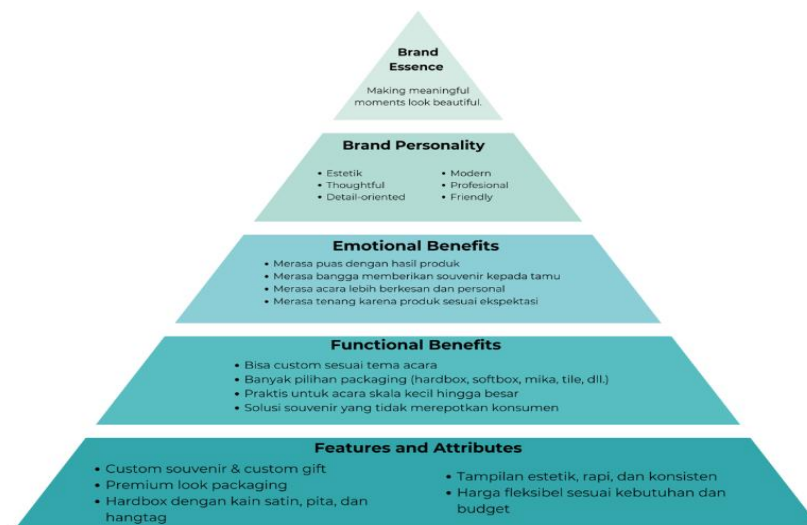 Brand
Essence
Making meaningful
moments look beautiful.
Brand Personality
• Estetik
• Thoughtful
• Detail-oriented
• Modern
• Profesional
• Friendly
Emotional Benefits
• Merasa puas dengan hasil produk
• Merasa bangga memberikan souvenir kepada tamu
• Merasa acara lebih berkesan dan personal
• Merasa tenang karena produk sesuai ekspektasi
Functional Benefits
• Bisa custom sesuai tema acara
• Banyak pilihan packaging (hardbox, softbox, mika, tile, dll.)
• Praktis untuk acara skala kecil hingga besar
• Solusi souvenir yang tidak merepotkan konsumen
Features and Attributes
• Custom souvenir & custom gift
• Premium look packaging
• Hardbox dengan kain satin, pita, dan
hangtag
• Tampilan estetik, rapi, dan konsisten
• Harga fleksibel sesuai kebutuhan dan
budget